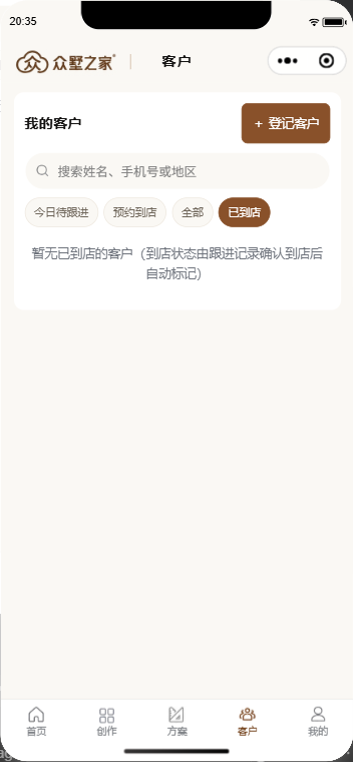 20:35
众墅之家
客户
我的客户
+ 登记客户
搜索姓名、手机号或地区
今日待跟进 预约到店 全部 已到店
暂无已到店的客户（到店状态由跟进记录确认到店后
自动标记）
首页 创作 方案 客户 我的